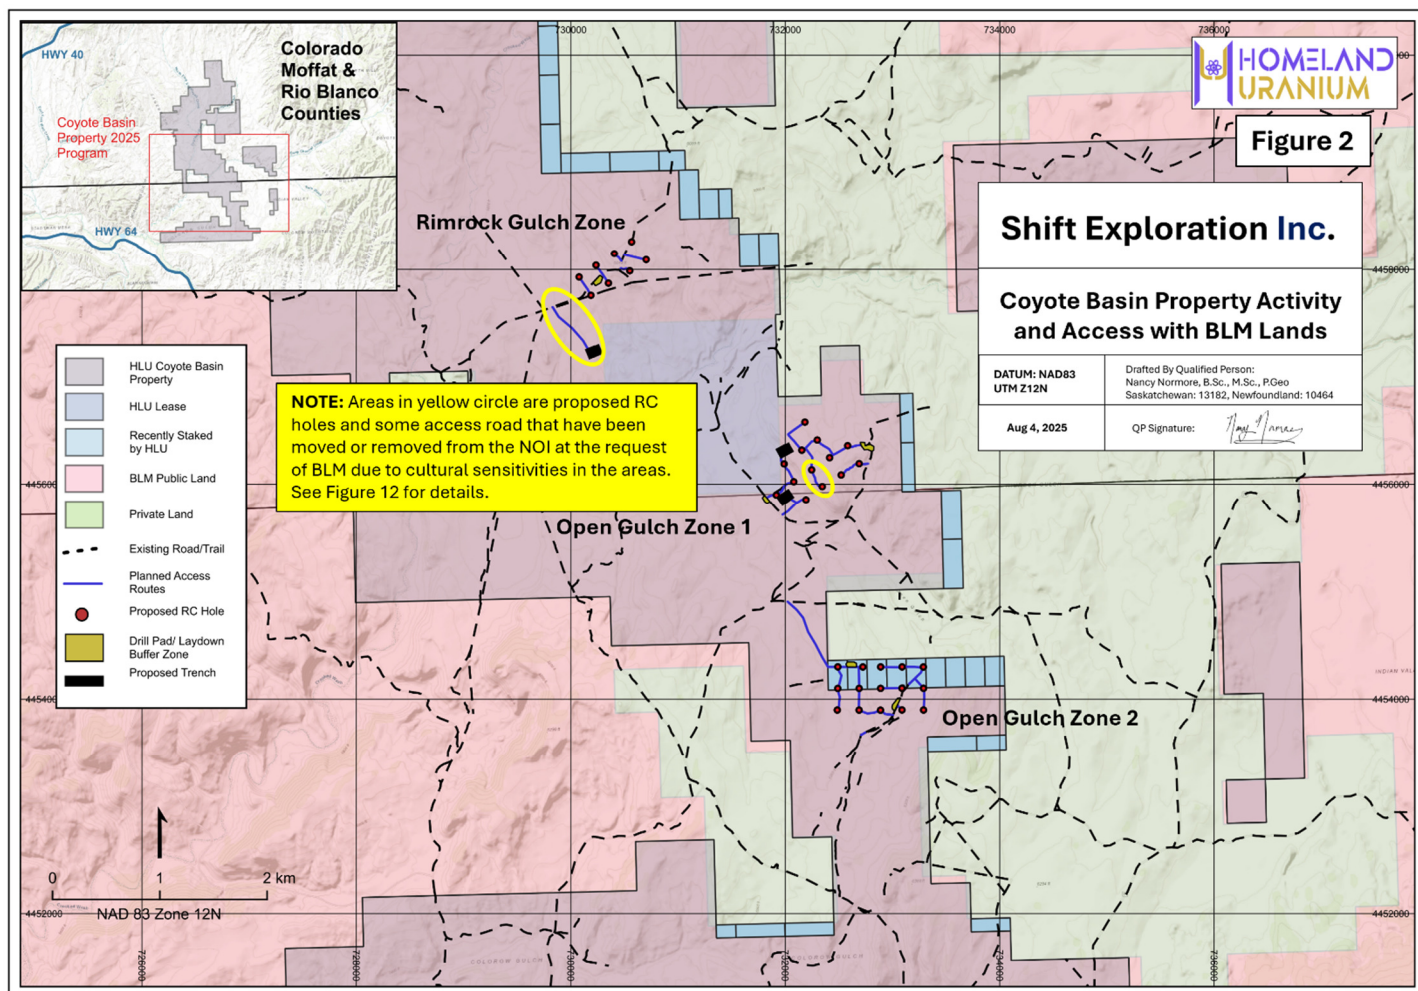 HWY 40
Colorado
Moffat &
Rio Blanco
Counties
Coyote Basin
Property 2025
Program
HWY 64
730000
732000
734000
736000
HOMELAND
URANIUM
Figure 2
Shift Exploration Inc.
Coyote Basin Property Activity
and Access with BLM Lands
DATUM: NAD83
UTM Z12N
Drafted By Qualified Person:
Nancy Normore, B.Sc., M.Sc., P.Geo
Saskatchewan: 13182, Newfoundland: 10464
Aug 4, 2025
QP Signature:
Rimrock Gulch Zone
4458000
HLU Coyote Basin
Property
HLU Lease
Recently Staked
by HLU
BLM Public Land
Private Land
Existing Road/Trail
Planned Access
Routes
Proposed RC Hole
Drill Pad/ Laydown
Buffer Zone
Proposed Trench
NOTE: Areas in yellow circle are proposed RC
holes and some access road that have been
moved or removed from the NOI at the request
of BLM due to cultural sensitivities in the areas.
See Figure 12 for details.
4456000
Open Gulch Zone 1
4454000
Open Gulch Zone 2
0 1 2 km
NAD 83 Zone 12N
4452000
4452000
COLOROW GULCH
726000
728000
730000
732000
734000
736000